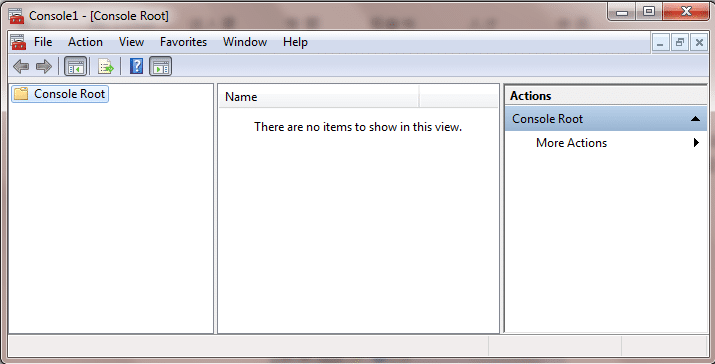 Console1 - [Console Root]
File Action View Favorites Window Help
Console Root
Name
There are no items to show in this view.
Actions
Console Root
More Actions